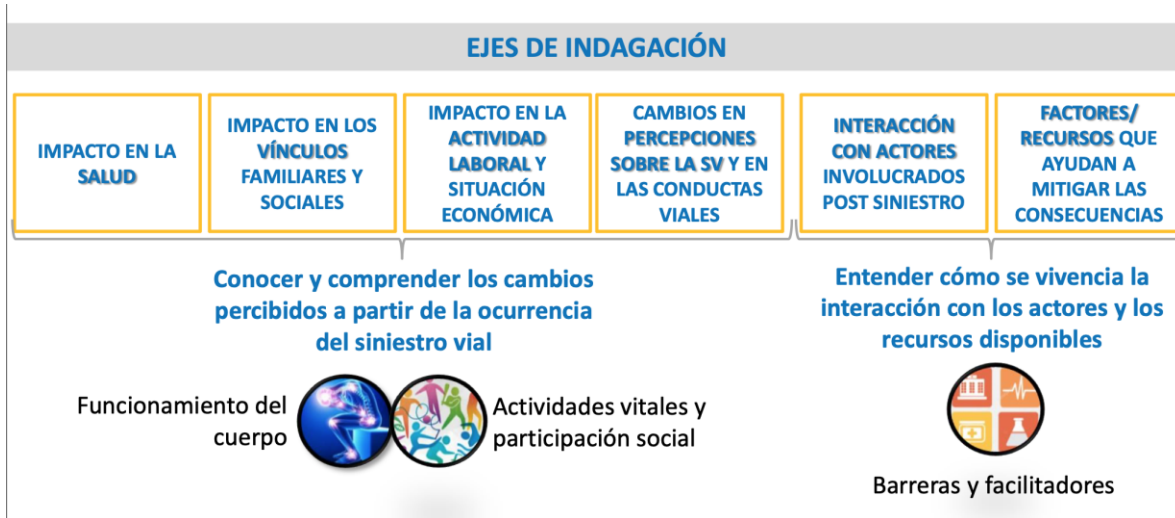 EJES DE INDAGACIÓN
IMPACTO EN LA
SALUD
IMPACTO EN LOS
VÍNCULOS
FAMILIARES Y
SOCIALES
IMPACTO EN LA
ACTIVIDAD
LABORAL Y
SITUACIÓN
ECONÓMICA
CAMBIOS EN
PERCEPCIONES
SOBRE LA SV Y EN
LAS CONDUCTAS
VIALES
INTERACCIÓN
CON ACTORES
INVOLUCRADOS
POST SINIESTRO
FACTORES/
RECURSOS QUE
AYUDAN A
MITIGAR LAS
CONSECUENCIAS
Conocer y comprender los cambios
percibidos a partir de la ocurrencia
del siniestro vial
Entender cómo se vivencia la
interacción con los actores y los
recursos disponibles
Funcionamiento del
cuerpo
Actividades vitales y
participación social
Barreras y facilitadores